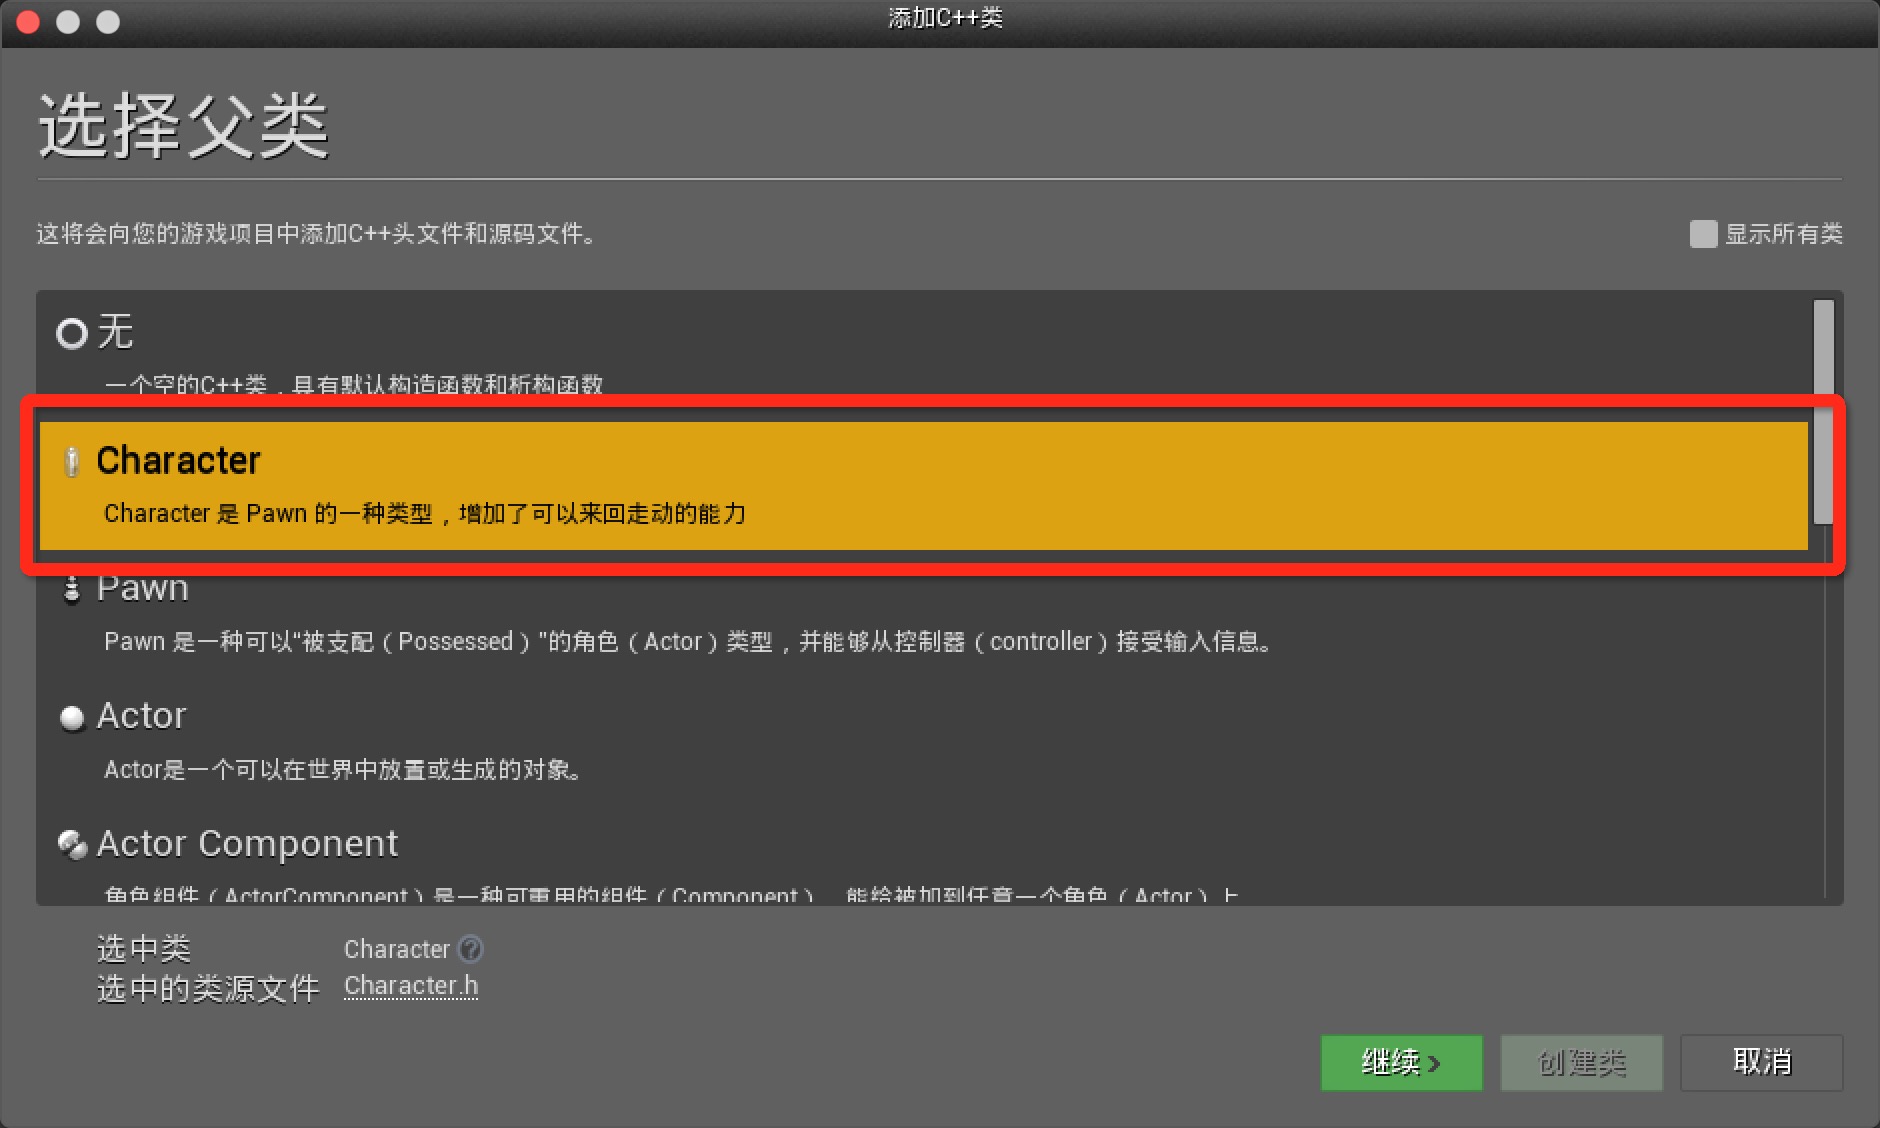 添加C++类
选择父类
这将会向您的游戏项目中添加C++头文件和源码文件。
显示所有类
无
一个空的C++类，具有默认构造函数和析构函数
Character
Character 是 Pawn 的一种类型，增加了可以来回走动的能力
Pawn
Pawn 是一种可以"被支配（Possessed）"的角色（Actor）类型，并能够从控制器（controller）接受输入信息。
Actor
Actor是一个可以在世界中放置或生成的对象。
Actor Component
角色组件（ActorComponent）是一种可重用的组件（Component），能给被加到任意一个角色（Actor）上
选中类 Character ?
选中的类源文件 Character.h
继续 >
创建类
取消